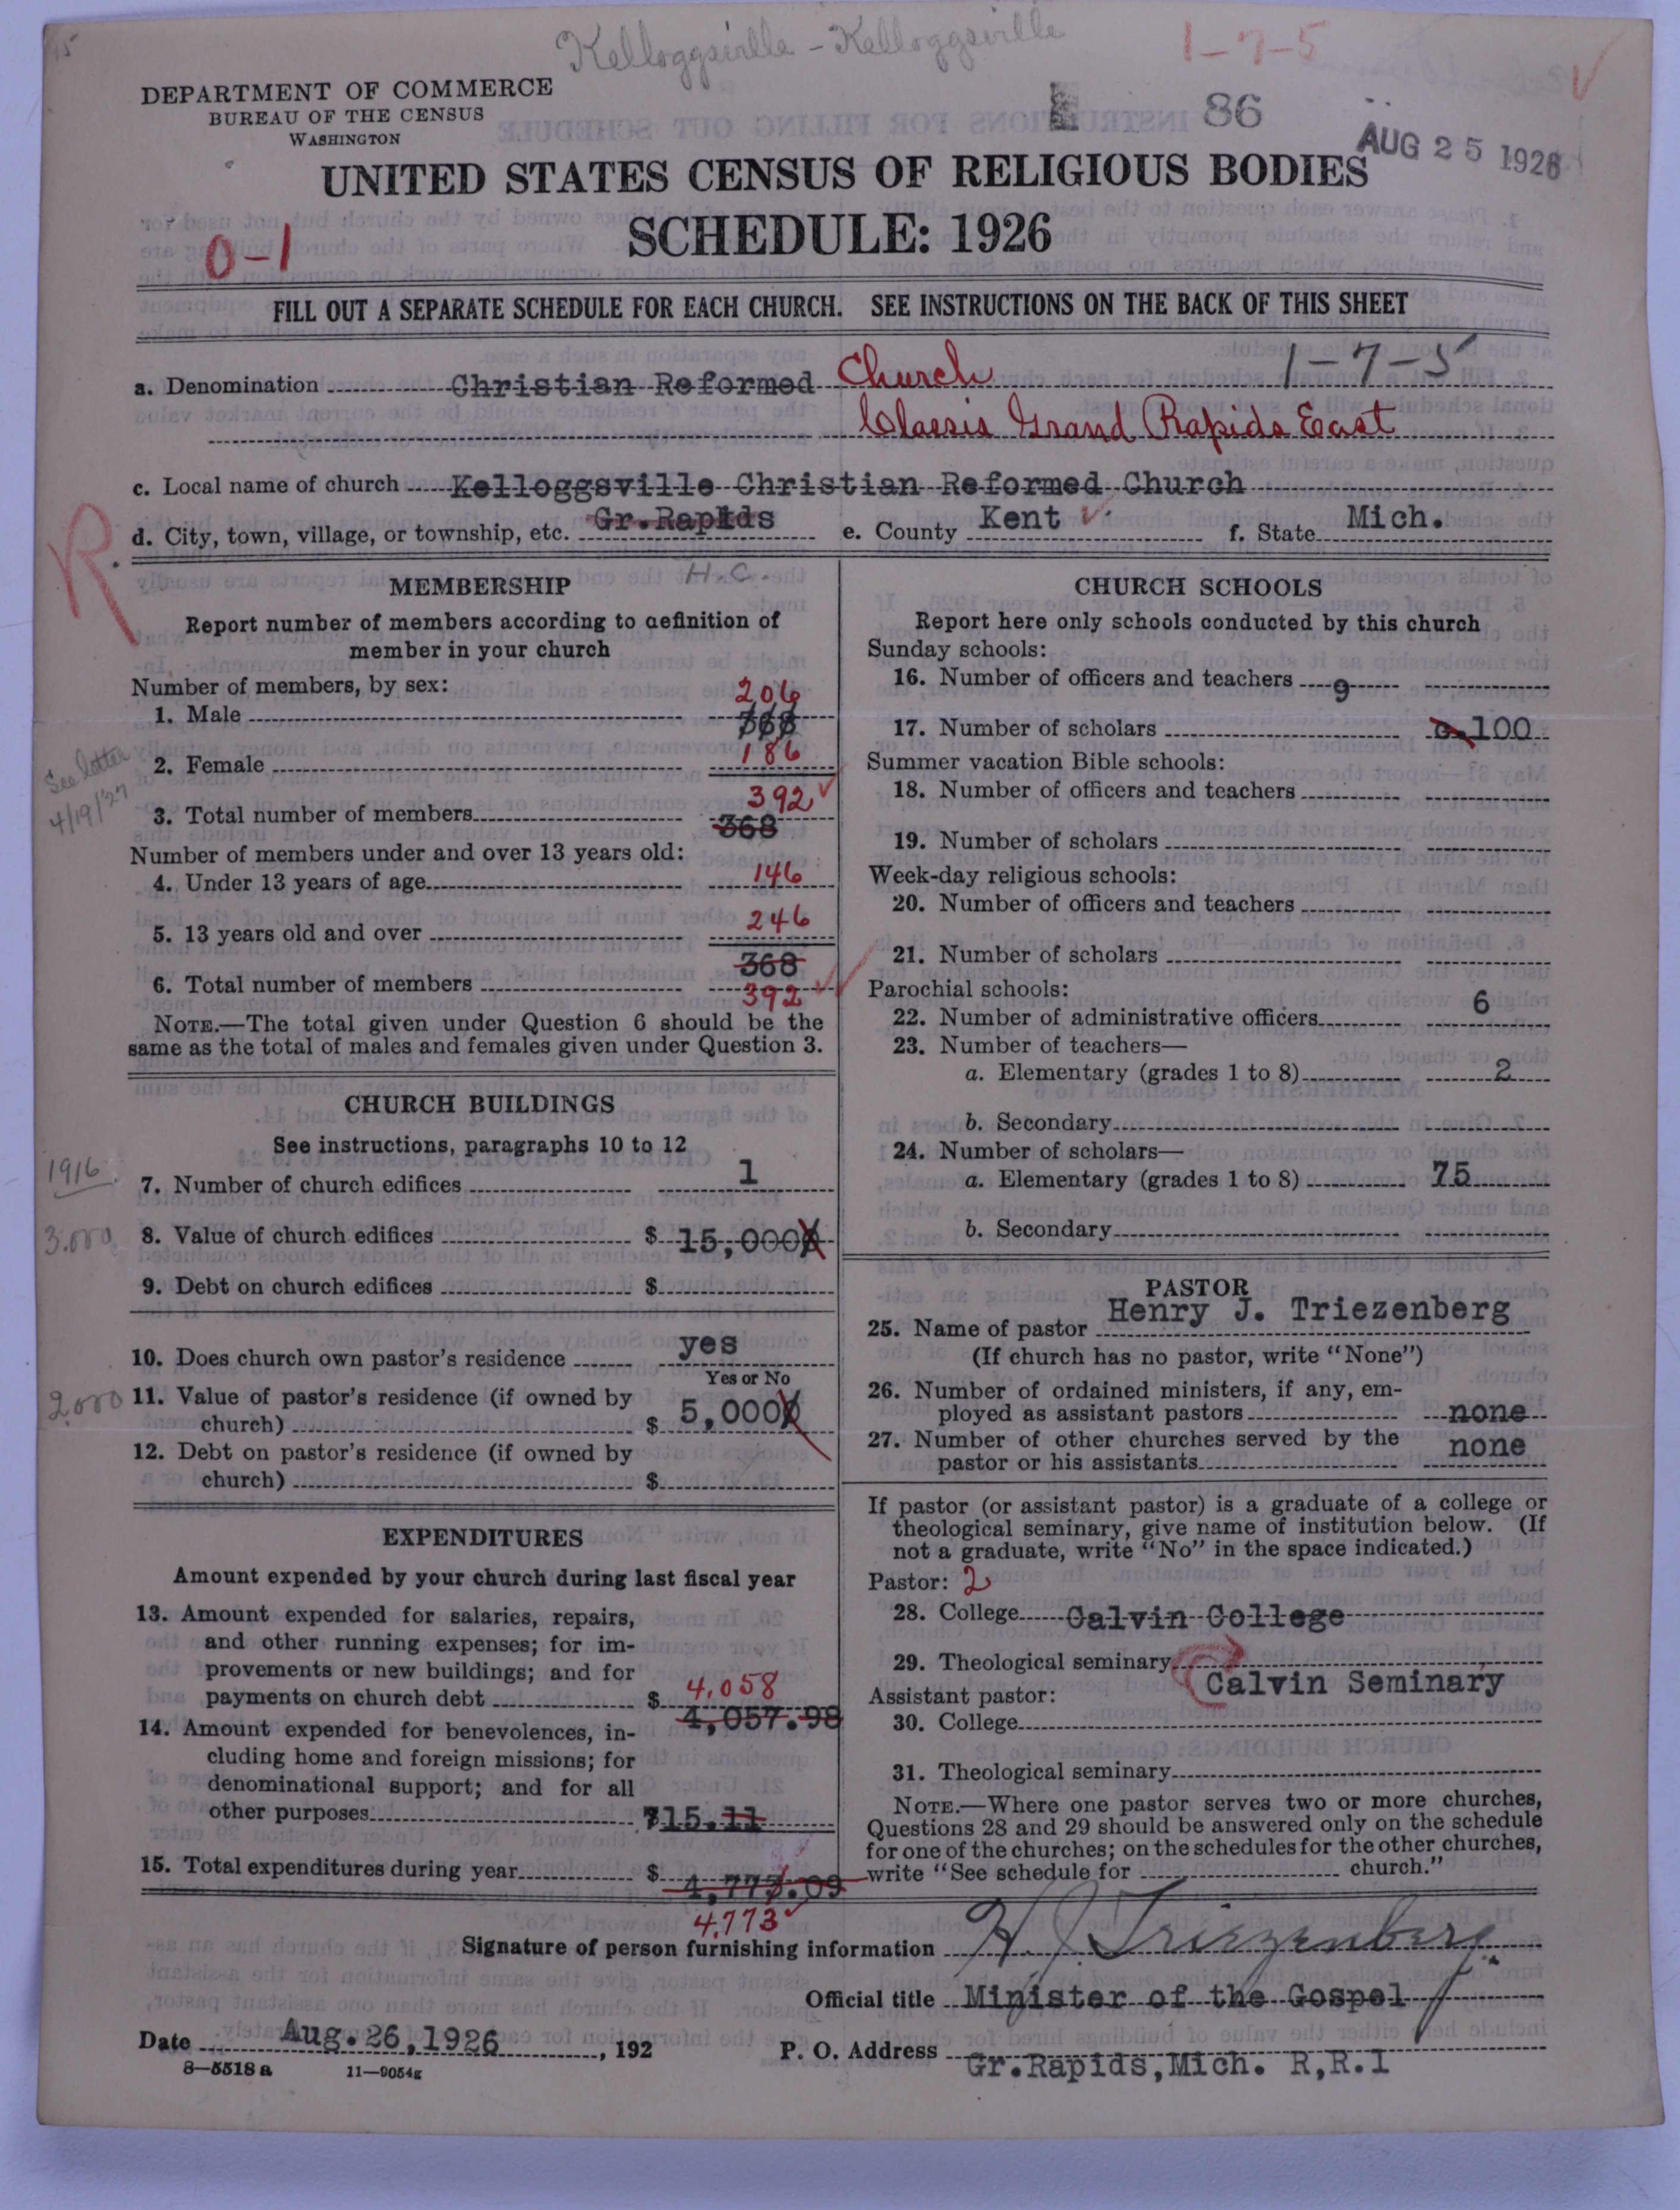 Kelloggsville - Kelloggsville
1-7-5
DEPARTMENT OF COMMERCE
BUREAU OF THE CENSUS
WASHINGTON
86
AUG 25 1926
UNITED STATES CENSUS OF RELIGIOUS BODIES
SCHEDULE: 1926
0-1
FILL OUT A SEPARATE SCHEDULE FOR EACH CHURCH. SEE INSTRUCTIONS ON THE BACK OF THIS SHEET
a. Denomination Christian Reformed Church 1-7-5
Classis Grand Rapids East
c. Local name of church Kelloggsville Christian Reformed Church
d. City, town, village, or township, etc. Gr.Rapids e. County Kent f. State Mich.
R.
H.C.
MEMBERSHIP
Report number of members according to definition of
member in your church
Number of members, by sex:
206
1. Male 368
2. Female 186
See letter
4/19/27
392
3. Total number of members 368
Number of members under and over 13 years old:
4. Under 13 years of age 146
5. 13 years old and over 246
368
6. Total number of members 392
NOTE.—The total given under Question 6 should be the
same as the total of males and females given under Question 3.
CHURCH BUILDINGS
See instructions, paragraphs 10 to 12
1916
7. Number of church edifices 1
3.000
8. Value of church edifices $ 15,000
9. Debt on church edifices $
10. Does church own pastor's residence yes
Yes or No
2000
11. Value of pastor's residence (if owned by
church) $ 5,000
12. Debt on pastor's residence (if owned by
church) $
EXPENDITURES
Amount expended by your church during last fiscal year
13. Amount expended for salaries, repairs,
and other running expenses; for im-
provements or new buildings; and for
payments on church debt $ 4,058
4,057.98
14. Amount expended for benevolences, in-
cluding home and foreign missions; for
denominational support; and for all
other purposes 715.11
15. Total expenditures during year $ 4,773.09
4,773
CHURCH SCHOOLS
Report here only schools conducted by this church
Sunday schools:
16. Number of officers and teachers 9
17. Number of scholars c.100
Summer vacation Bible schools:
18. Number of officers and teachers
19. Number of scholars
Week-day religious schools:
20. Number of officers and teachers
21. Number of scholars
Parochial schools:
22. Number of administrative officers 6
23. Number of teachers—
a. Elementary (grades 1 to 8) 2
b. Secondary
24. Number of scholars—
a. Elementary (grades 1 to 8) 75
b. Secondary
PASTOR
25. Name of pastor Henry J. Triezenberg
(If church has no pastor, write "None")
26. Number of ordained ministers, if any, em-
ployed as assistant pastors none
27. Number of other churches served by the
pastor or his assistants none
If pastor (or assistant pastor) is a graduate of a college or
theological seminary, give name of institution below. (If
not a graduate, write "No" in the space indicated.)
Pastor: 2
28. College Calvin College
29. Theological seminary
Calvin Seminary
Assistant pastor:
30. College
31. Theological seminary
NOTE.—Where one pastor serves two or more churches,
Questions 28 and 29 should be answered only on the schedule
for one of the churches; on the schedules for the other churches,
write "See schedule for church."
Signature of person furnishing information H J Triezenberg.
Official title Minister of the Gospel
Date Aug.26,1926, 192
P. O. Address Gr.Rapids,Mich. R,R.1
8—5518 a 11—9054g